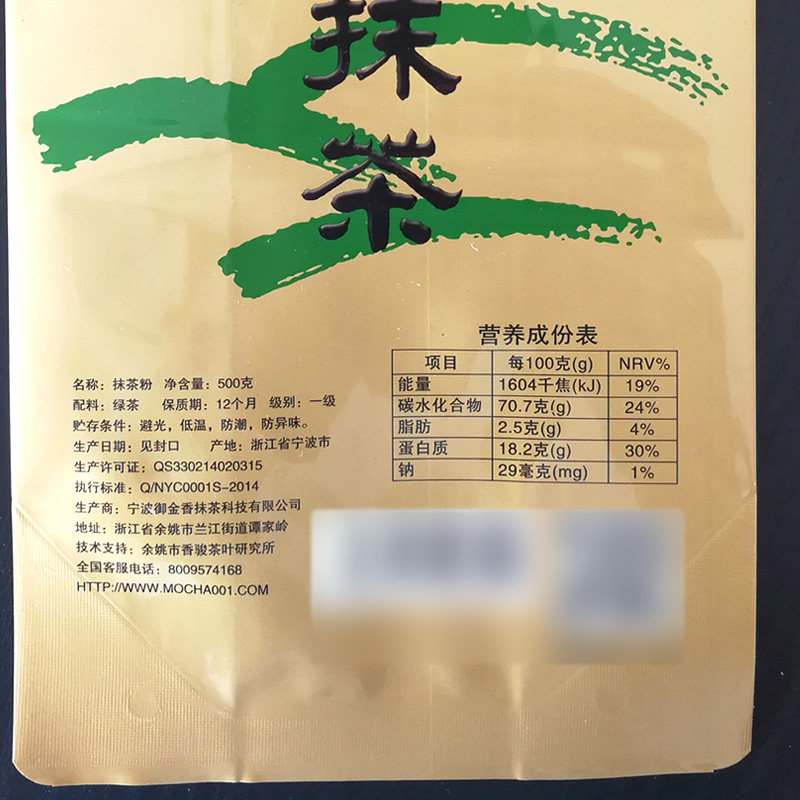 抹
茶
名称：抹茶粉 净含量：500克
配料：绿茶 保质期：12个月 级别：一级
贮存条件：避光，低温，防潮，防异味。
生产日期：见封口 产地：浙江省宁波市
生产许可证：QS330214020315
执行标准：Q/NYC0001S-2014
生产商：宁波御金香抹茶科技有限公司
地址：浙江省余姚市兰江街道谭家岭
技术支持：余姚市香骏茶叶研究所
全国客服电话：8009574168
HTTP://WWW.MOCHA001.COM
营养成份表
项目 每100克(g) NRV%
能量 1604千焦(kJ) 19%
碳水化合物 70.7克(g) 24%
脂肪 2.5克(g) 4%
蛋白质 18.2克(g) 30%
钠 29毫克(mg) 1%